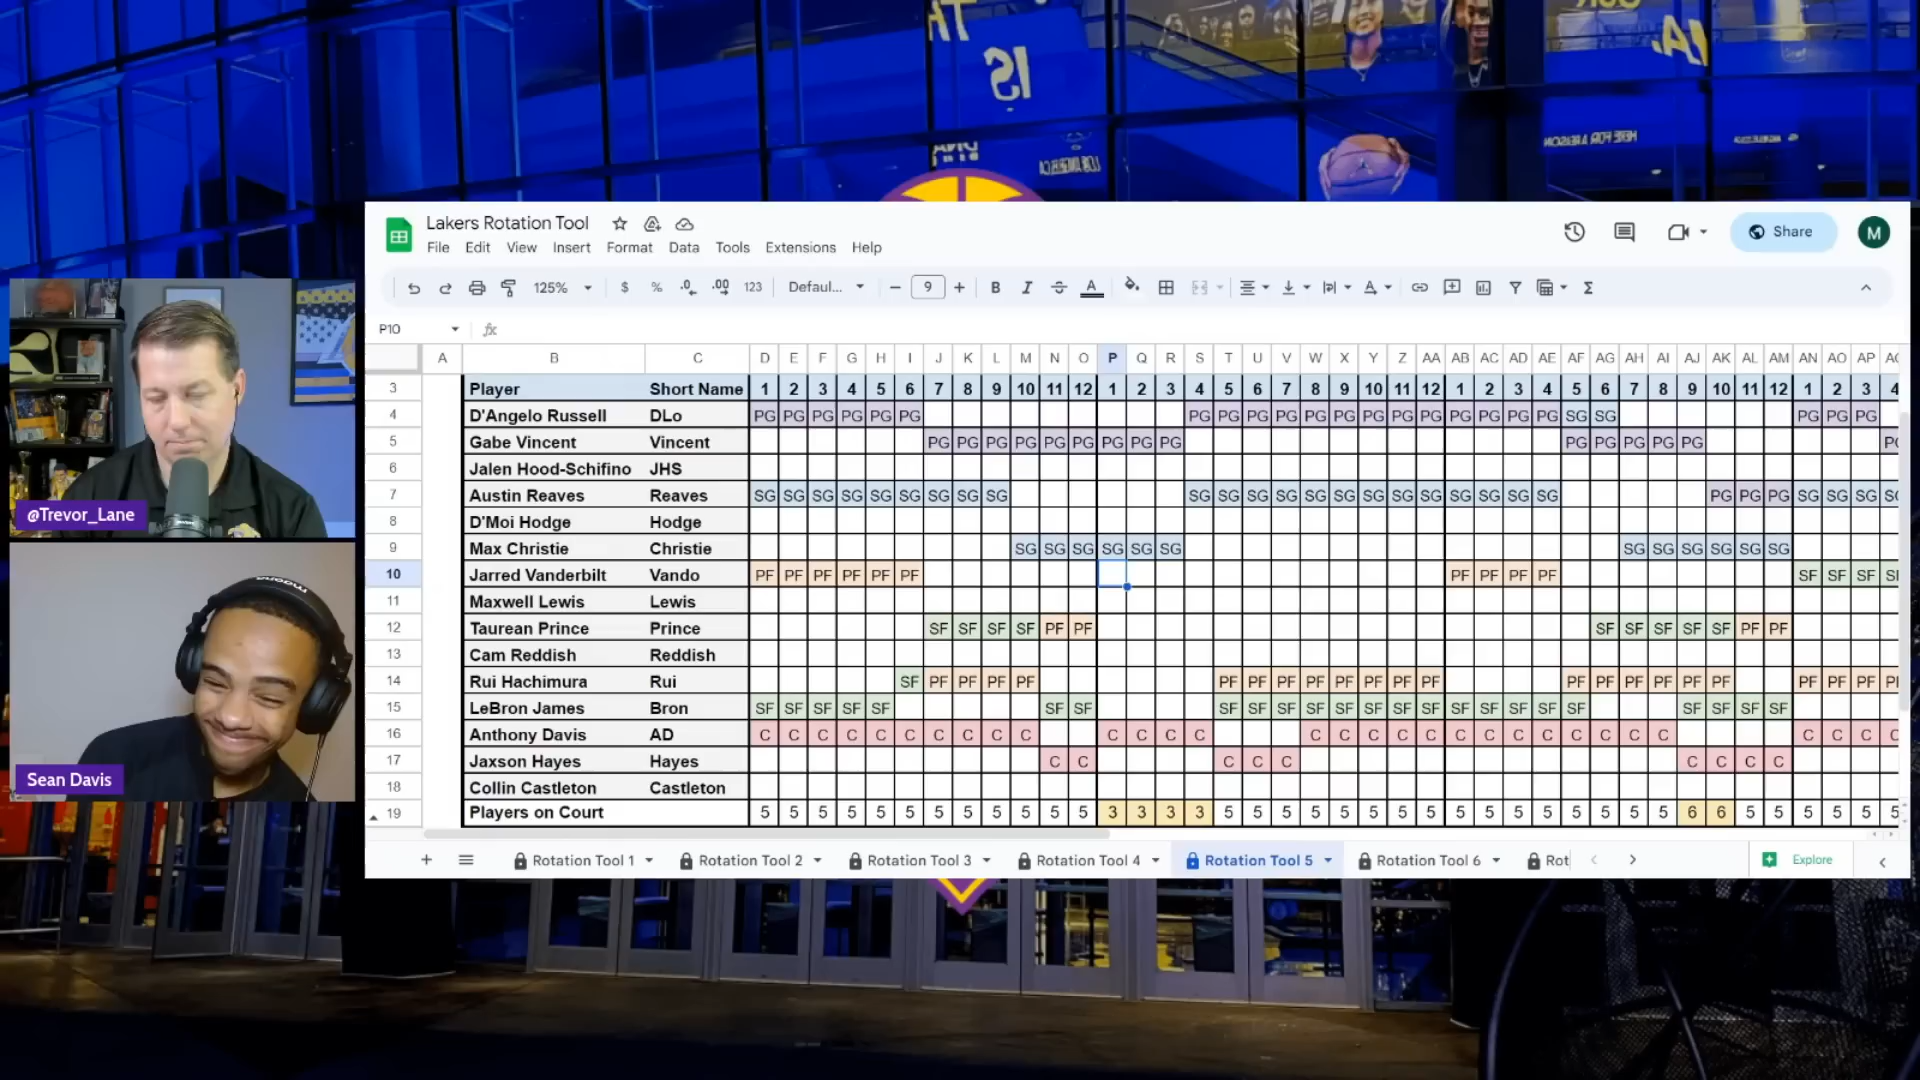 IS
HERE FOR A REASON
DNA
Lakers Rotation Tool
File Edit View Insert Format Data Tools Extensions Help
Share
M
125% $ % .0 .00 123 Defaul... 9 B I A
P10 fx
A B C D E F G H I J K L M N O P Q R S T U V W X Y Z AA AB AC AD AE AF AG AH AI AJ AK AL AM AN AO AP
3 Player Short Name 1 2 3 4 5 6 7 8 9 10 11 12 1 2 3 4 5 6 7 8 9 10 11 12 1 2 3 4 5 6 7 8 9 10 11 12 1 2 3 4
4 D'Angelo Russell DLo PG PG PG PG PG PG PG PG PG PG PG PG PG PG PG PG PG PG PG SG SG PG PG PG
5 Gabe Vincent Vincent PG PG PG PG PG PG PG PG PG PG PG PG PG PG
6 Jalen Hood-Schifino JHS
7 Austin Reaves Reaves SG SG SG SG SG SG SG SG SG SG SG SG SG SG SG SG SG SG SG SG SG SG PG PG PG SG SG SG
8 D'Moi Hodge Hodge
9 Max Christie Christie SG SG SG SG SG SG SG SG SG SG SG SG
10 Jarred Vanderbilt Vando PF PF PF PF PF PF PF PF PF PF SF SF SF
11 Maxwell Lewis Lewis
12 Taurean Prince Prince SF SF SF SF PF PF SF SF SF SF SF PF PF
13 Cam Reddish Reddish
14 Rui Hachimura Rui SF PF PF PF PF PF PF PF PF PF PF PF PF PF PF PF PF PF PF PF PF PF
15 LeBron James Bron SF SF SF SF SF SF SF SF SF SF SF SF SF SF SF SF SF SF SF SF SF SF SF SF
16 Anthony Davis AD C C C C C C C C C C C C C C C C C C C C C C C C C C C C C C
17 Jaxson Hayes Hayes C C C C C C C C C
18 Collin Castleton Castleton
19 Players on Court 5 5 5 5 5 5 5 5 5 5 5 5 3 3 3 3 5 5 5 5 5 5 5 5 5 5 5 5 5 5 5 5 6 6 5 5 5 5 5 5
Rotation Tool 1 Rotation Tool 2 Rotation Tool 3 Rotation Tool 4 Rotation Tool 5 Rotation Tool 6 Rot Explore
@Trevor_Lane
Sean Davis